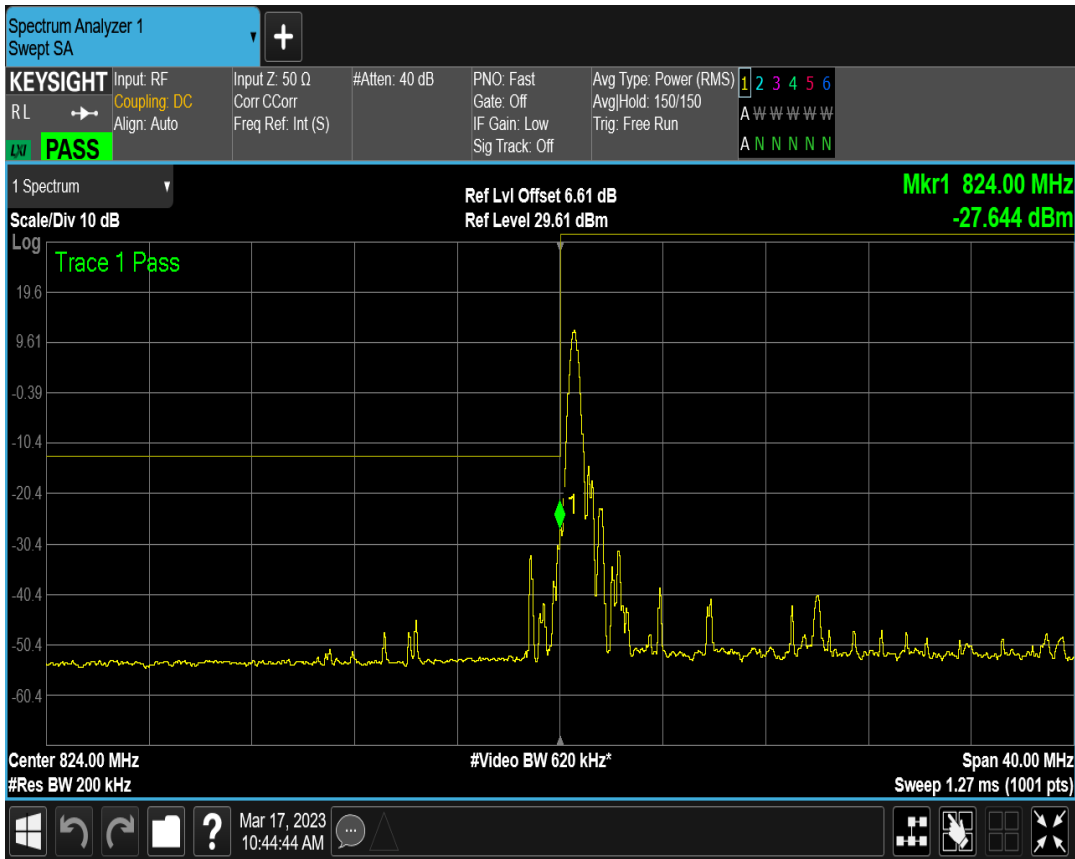 Spectrum Analyzer 1
Swept SA
+
KEYSIGHT
RL
LXI PASS
Input: RF
Coupling: DC
Align: Auto
Input Z: 50 Ω
Corr CCorr
Freq Ref: Int (S)
#Atten: 40 dB
PNO: Fast
Gate: Off
IF Gain: Low
Sig Track: Off
Avg Type: Power (RMS)
Avg|Hold: 150/150
Trig: Free Run
1 2 3 4 5 6
A W W W W W
A N N N N N
1 Spectrum
Scale/Div 10 dB
Ref Lvl Offset 6.61 dB
Ref Level 29.61 dBm
Mkr1 824.00 MHz
-27.644 dBm
Log
Trace 1 Pass
19.6
9.61
-0.39
-10.4
-20.4
1
-30.4
-40.4
-50.4
-60.4
Center 824.00 MHz
#Video BW 620 kHz*
Span 40.00 MHz
#Res BW 200 kHz
Sweep 1.27 ms (1001 pts)
?
Mar 17, 2023
10:44:44 AM